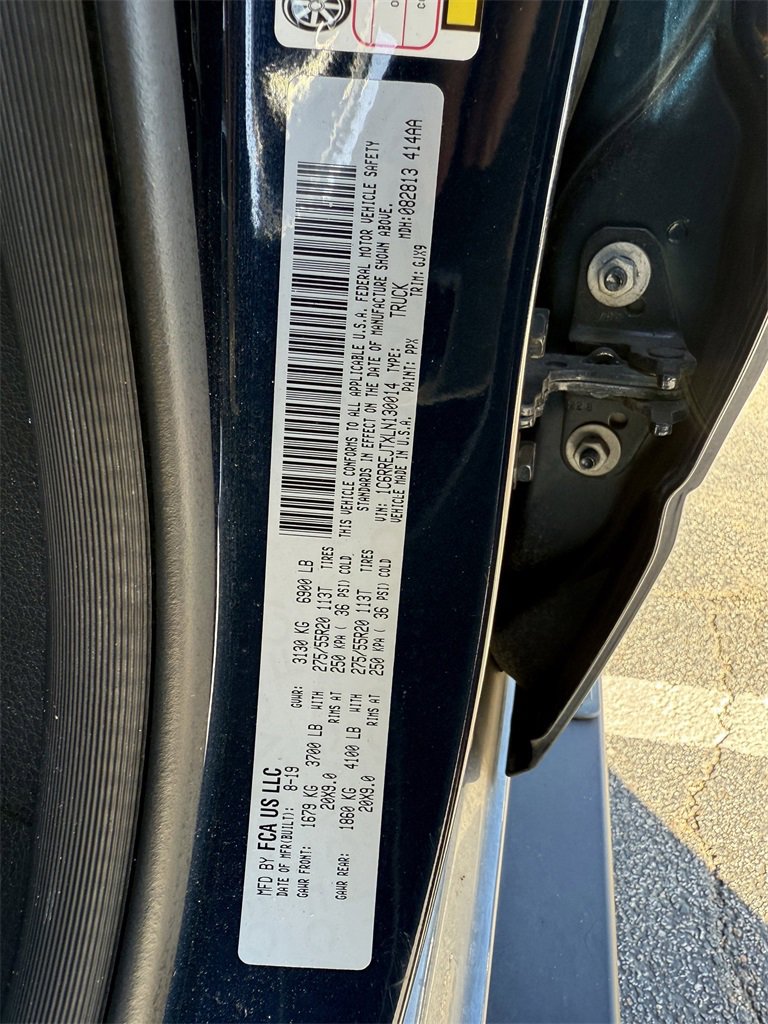 MFD BY FCA US LLC
DATE OF MFR(BUILT): 8-19
GVWR: 3130 KG 6900 LB
GAWR FRONT: 1679 KG 3700 LB WITH 275/55R20 113T TIRES
20X9.0 RIMS AT 250 KPA ( 36 PSI) COLD
GAWR REAR: 1860 KG 4100 LB WITH 275/55R20 113T TIRES
20X9.0 RIMS AT 250 KPA ( 36 PSI) COLD
THIS VEHICLE CONFORMS TO ALL APPLICABLE U.S.A. FEDERAL MOTOR VEHICLE SAFETY
STANDARDS IN EFFECT ON THE DATE OF MANUFACTURE SHOWN ABOVE.
VIN: 1C6RREJTXLN130014 TYPE: TRUCK MDH:082813 414AA
VEHICLE MADE IN U.S.A. PAINT: PPX TRIM: GJX9